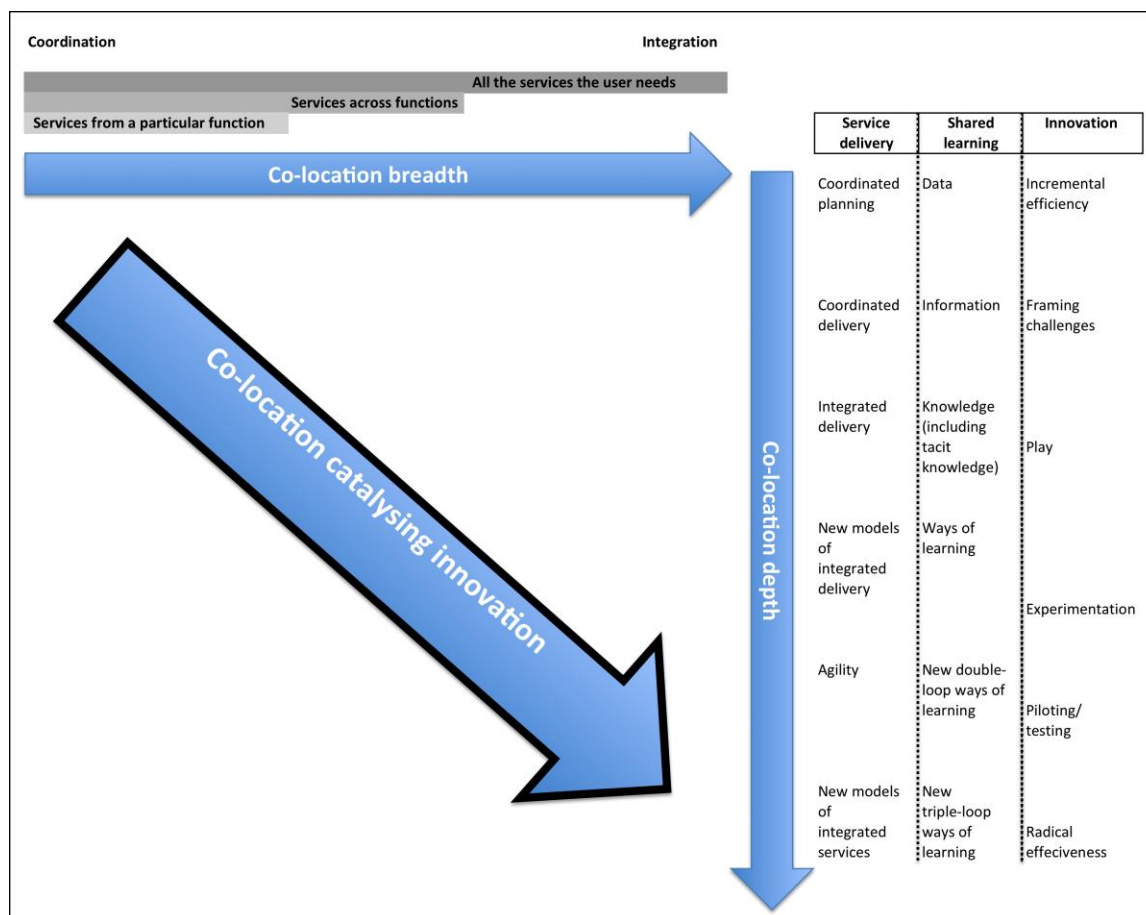 Coordination
Integration
All the services the user needs
Services across functions
Services from a particular function
Co-location breadth
Co-location catalysing innovation
Co-location depth
Service
delivery
Shared
learning
Innovation
Coordinated
planning
Data
Incremental
efficiency
Coordinated
delivery
Information
Framing
challenges
Integrated
delivery
Knowledge
(including
tacit
knowledge)
Play
New models
of
integrated
delivery
Ways of
learning
Experimentation
Agility
New double-
loop ways of
learning
Piloting/
testing
New models
of
integrated
services
New
triple-loop
ways of
learning
Radical
effeciveness